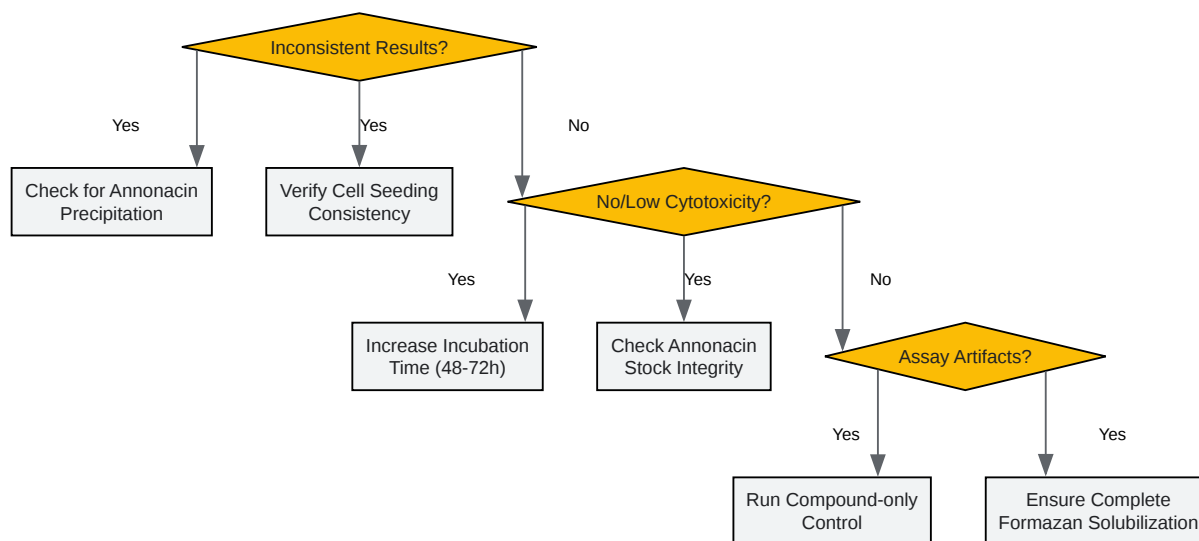 Inconsistent Results?
Yes
Yes
No
Check for Annonacin
Precipitation
Verify Cell Seeding
Consistency
No/Low Cytotoxicity?
Yes
Yes
No
Increase Incubation
Time (48-72h)
Check Annonacin
Stock Integrity
Assay Artifacts?
Yes
Yes
Run Compound-only
Control
Ensure Complete
Formazan Solubilization